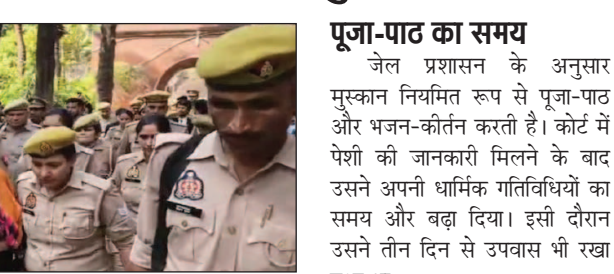 पूजा-पाठ का समय
जेल प्रशासन के अनुसार
मुस्कान नियमित रूप से पूजा-पाठ
और भजन-कीर्तन करती है। कोर्ट में
पेशी की जानकारी मिलने के बाद
उसने अपनी धार्मिक गतिविधियों का
समय और बढ़ा दिया। इसी दौरान
उसने तीन दिन से उपवास भी रखा